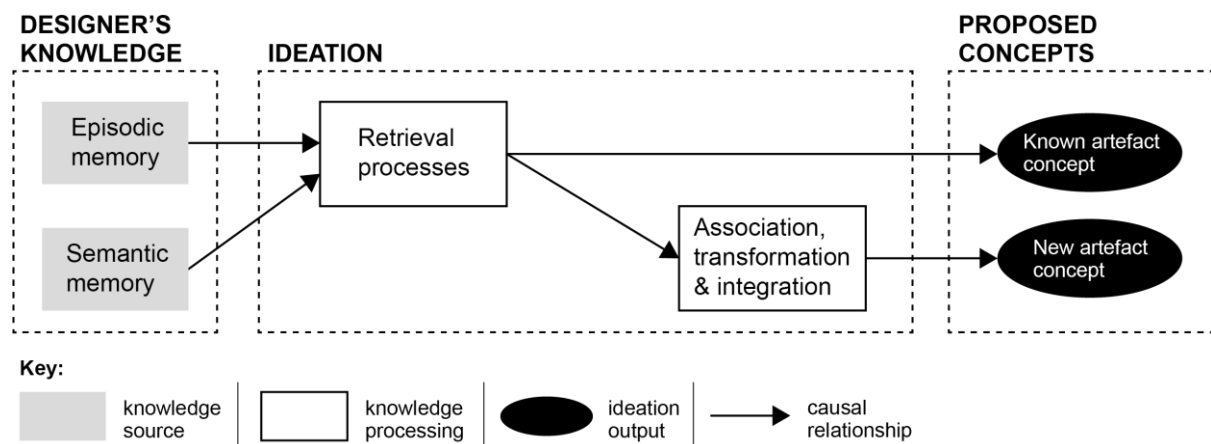 DESIGNER'S
KNOWLEDGE
IDEATION
PROPOSED
CONCEPTS
Episodic
memory
Semantic
memory
Retrieval
processes
Association,
transformation
& integration
Known artefact
concept
New artefact
concept
Key:
knowledge
source
knowledge
processing
ideation
output
causal
relationship